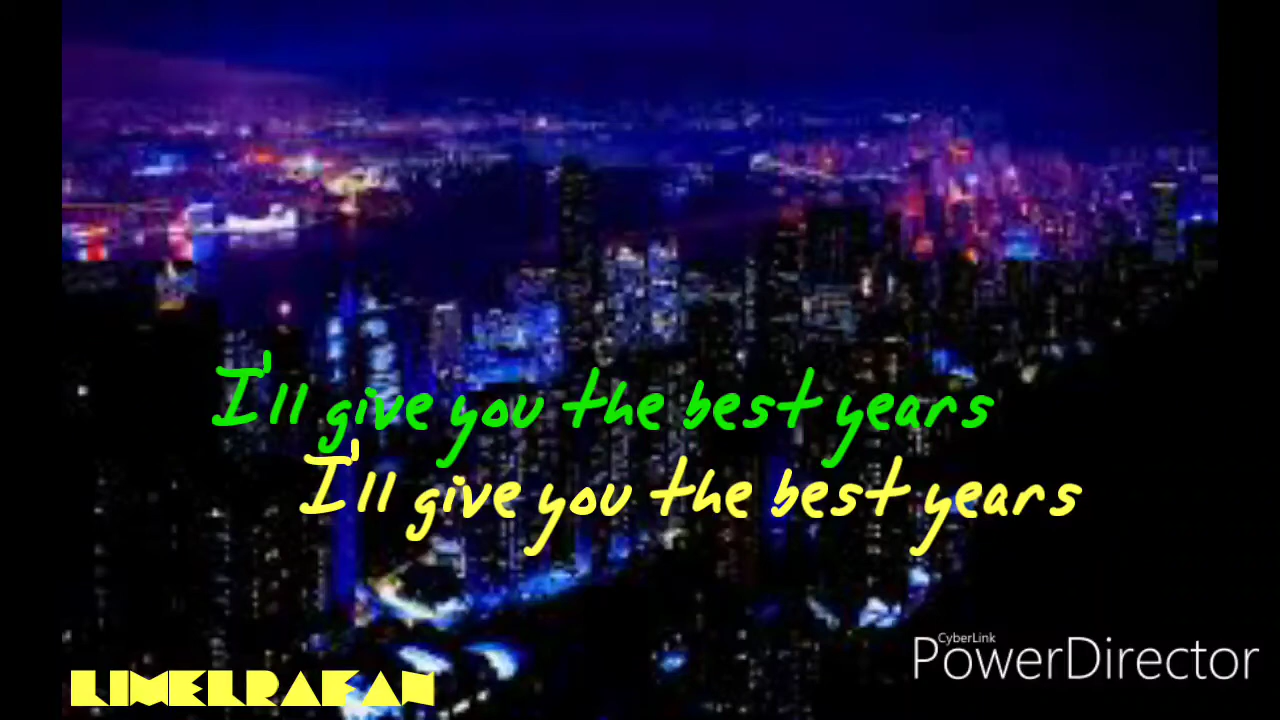 I'll give you the best years
I'll give you the best years
CyberLink
PowerDirector
LIMELRAFAN